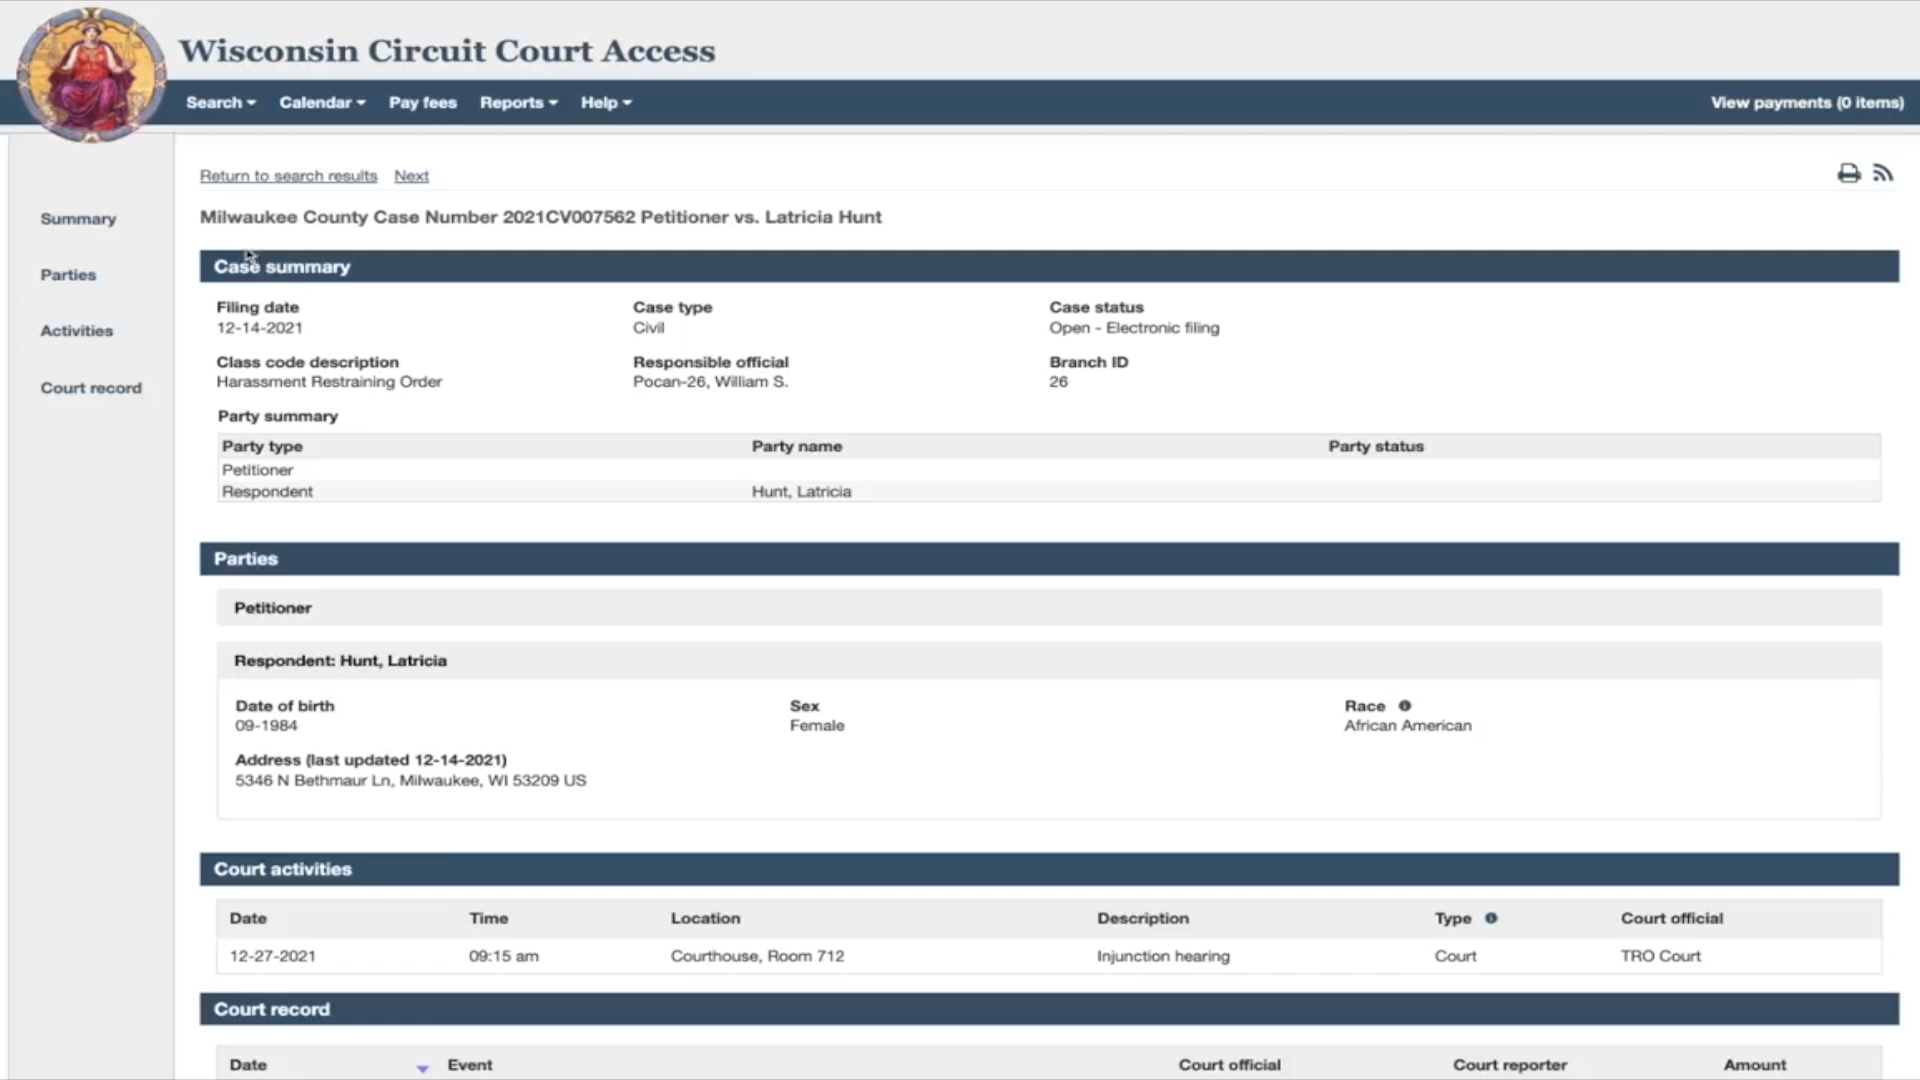 Wisconsin Circuit Court Access
Search Calendar Pay fees Reports Help View payments (0 items)
Summary
Parties
Activities
Court record
Return to search results Next
Milwaukee County Case Number 2021CV007562 Petitioner vs. Latricia Hunt
Case summary
Filing date Case type Case status
12-14-2021 Civil Open - Electronic filing
Class code description Responsible official Branch ID
Harassment Restraining Order Pocan-26, William S. 26
Party summary
Party type Party name Party status
Petitioner
Respondent Hunt, Latricia
Parties
Petitioner
Respondent: Hunt, Latricia
Date of birth Sex Race
09-1984 Female African American
Address (last updated 12-14-2021)
5346 N Bethmaur Ln, Milwaukee, WI 53209 US
Court activities
Date Time Location Description Type Court official
12-27-2021 09:15 am Courthouse, Room 712 Injunction hearing Court TRO Court
Court record
Date Event Court official Court reporter Amount